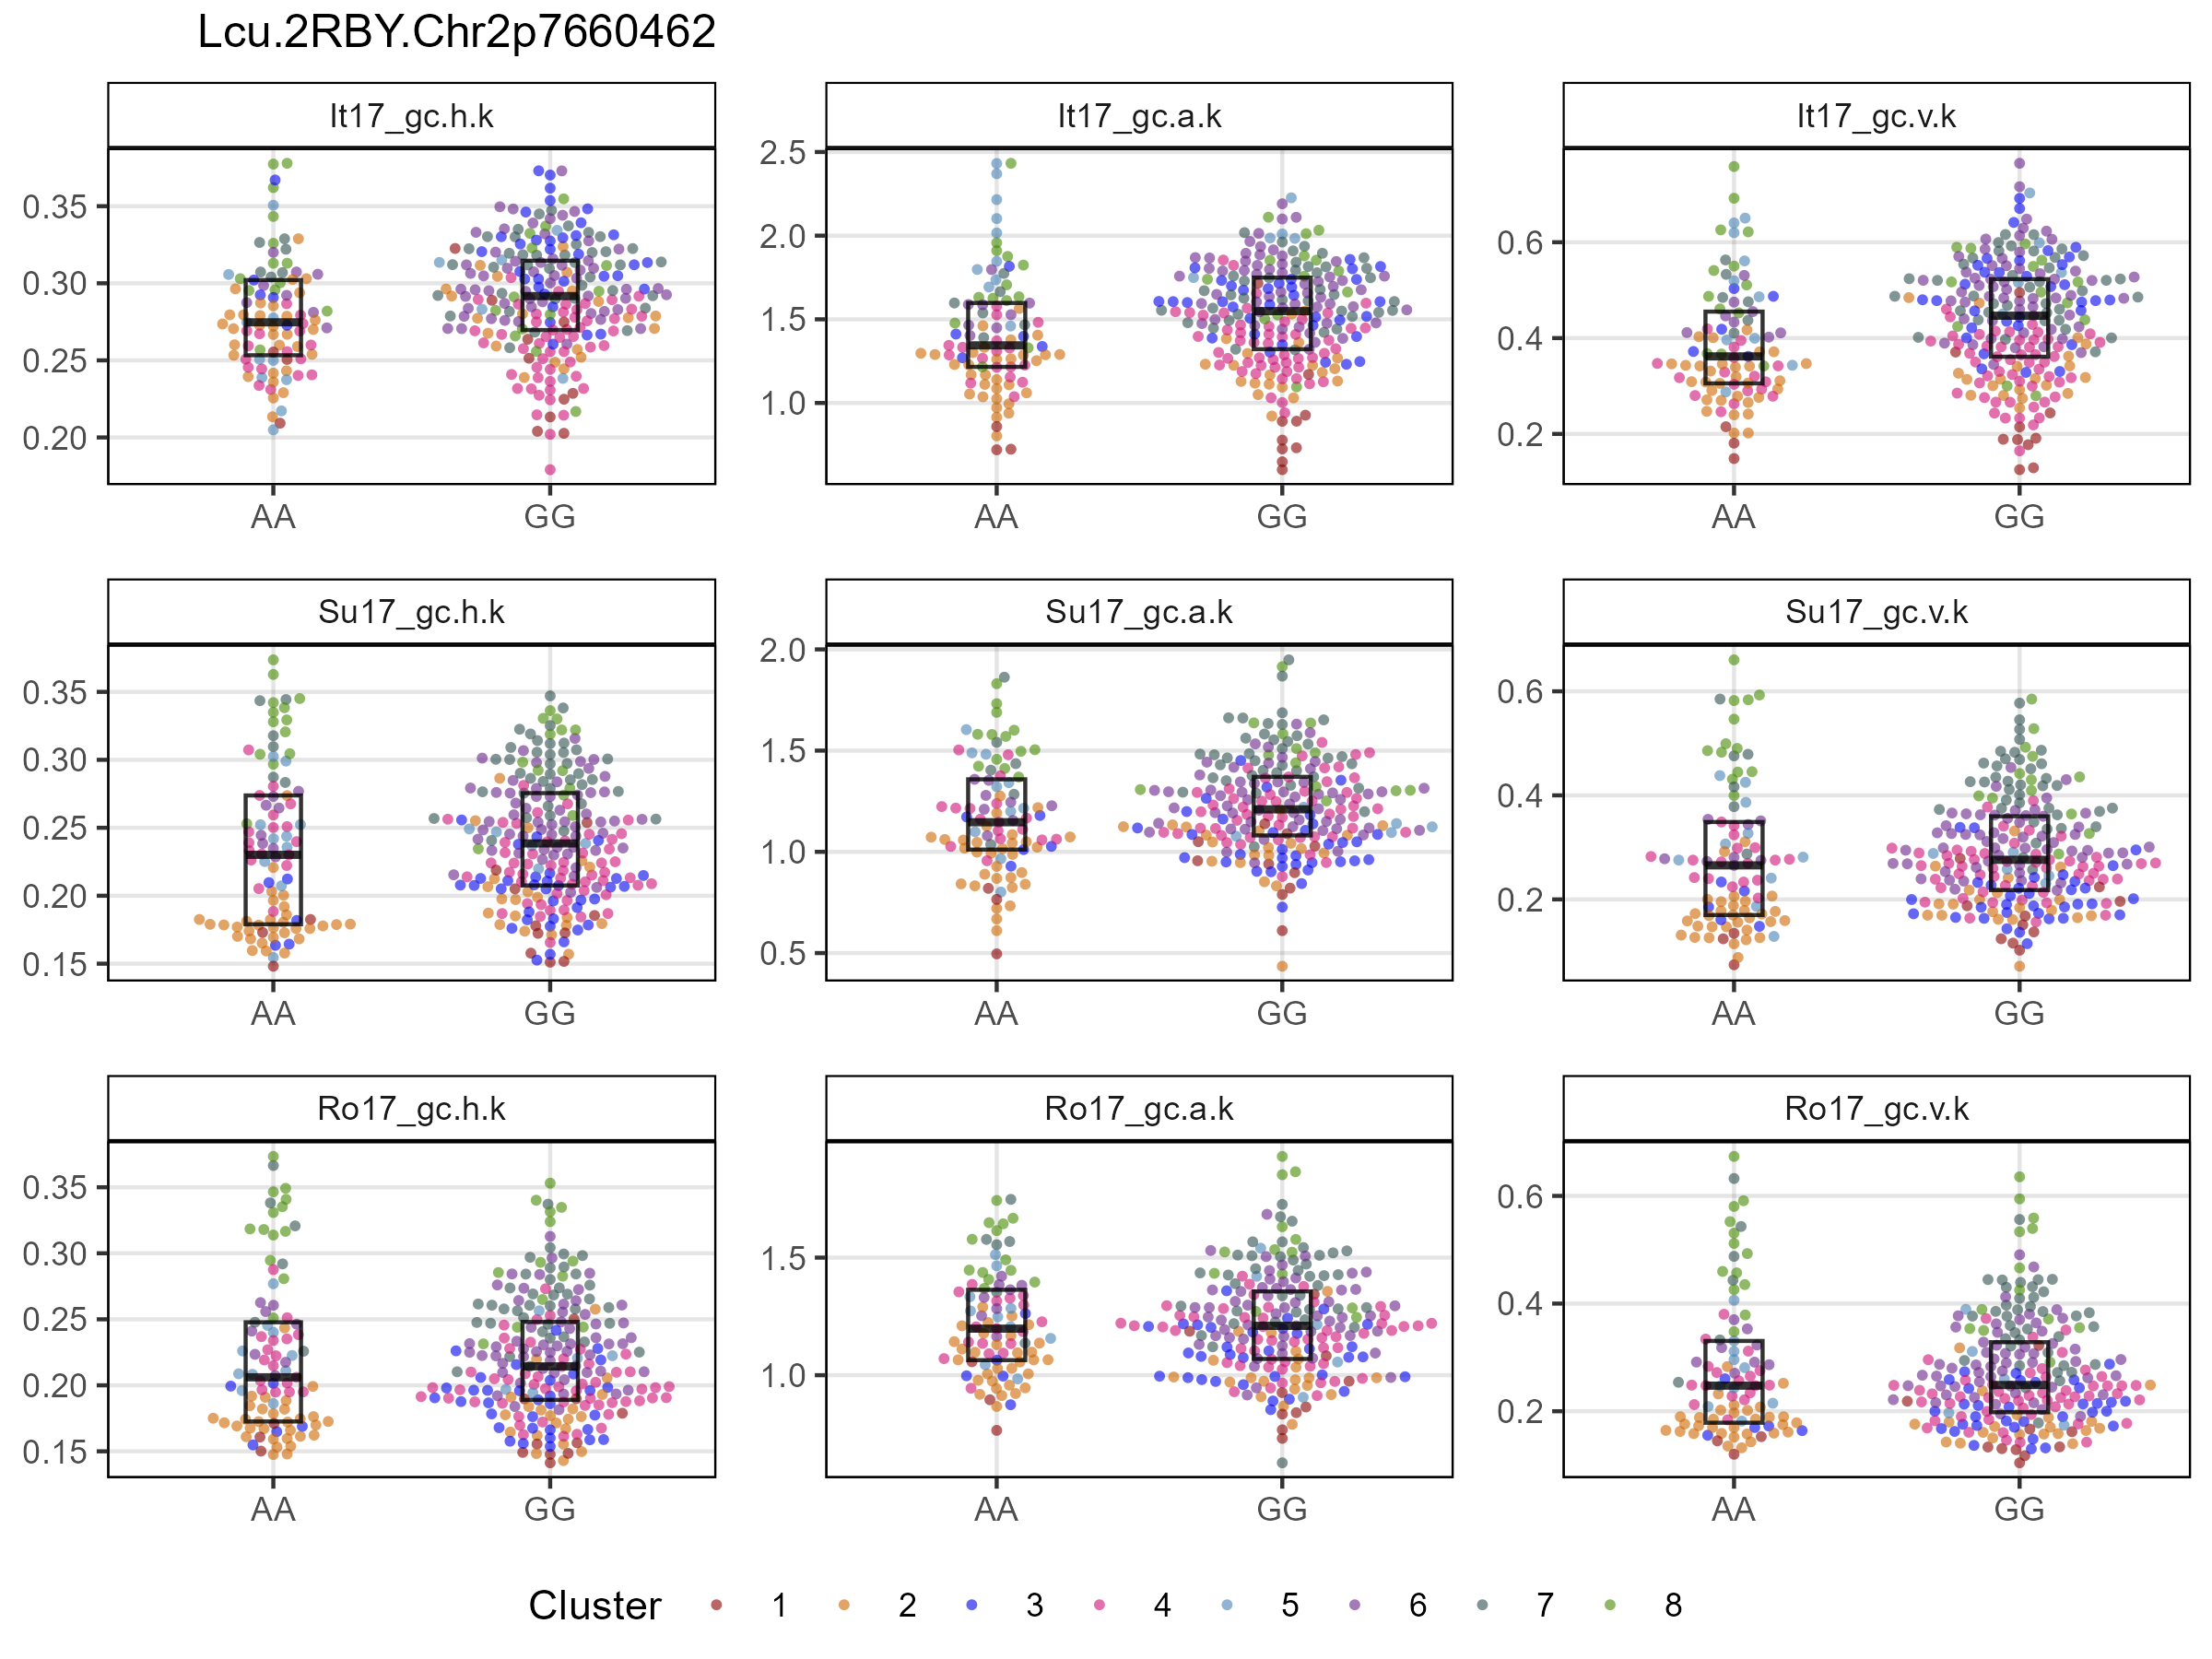 Lcu.2RBY.Chr2p7660462
It17_gc.h.k
It17_gc.a.k
It17_gc.v.k
0.35
0.30
0.25
0.20
2.5
2.0
1.5
1.0
0.6
0.4
0.2
AA
GG
AA
GG
AA
GG
Su17_gc.h.k
Su17_gc.a.k
Su17_gc.v.k
0.35
0.30
0.25
0.20
0.15
2.0
1.5
1.0
0.5
0.6
0.4
0.2
AA
GG
AA
GG
AA
GG
Ro17_gc.h.k
Ro17_gc.a.k
Ro17_gc.v.k
0.35
0.30
0.25
0.20
0.15
1.5
1.0
0.6
0.4
0.2
AA
GG
AA
GG
AA
GG
Cluster 1 2 3 4 5 6 7 8